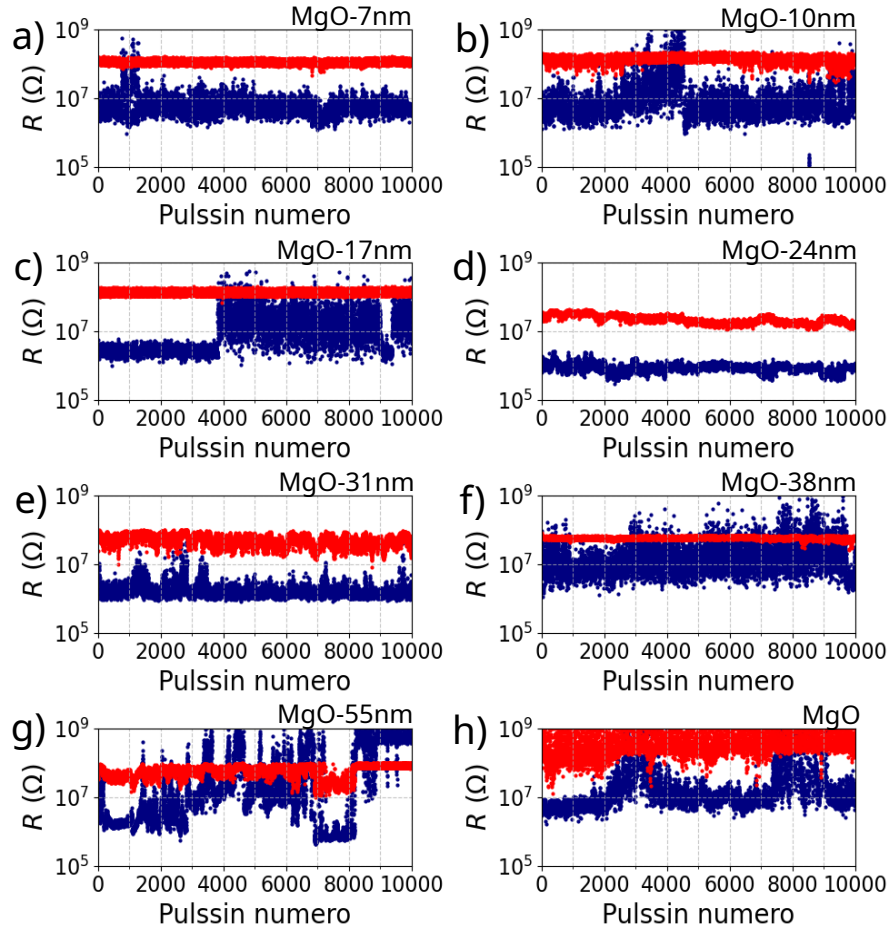 a) MgO-7nm
R (Ω)
10⁹
10⁷
10⁵
0 2000 4000 6000 8000 10000
Pulssin numero
b) MgO-10nm
R (Ω)
10⁹
10⁷
10⁵
0 2000 4000 6000 8000 10000
Pulssin numero
c) MgO-17nm
R (Ω)
10⁹
10⁷
10⁵
0 2000 4000 6000 8000 10000
Pulssin numero
d) MgO-24nm
R (Ω)
10⁹
10⁷
10⁵
0 2000 4000 6000 8000 10000
Pulssin numero
e) MgO-31nm
R (Ω)
10⁹
10⁷
10⁵
0 2000 4000 6000 8000 10000
Pulssin numero
f) MgO-38nm
R (Ω)
10⁹
10⁷
10⁵
0 2000 4000 6000 8000 10000
Pulssin numero
g) MgO-55nm
R (Ω)
10⁹
10⁷
10⁵
0 2000 4000 6000 8000 10000
Pulssin numero
h) MgO
R (Ω)
10⁹
10⁷
10⁵
0 2000 4000 6000 8000 10000
Pulssin numero